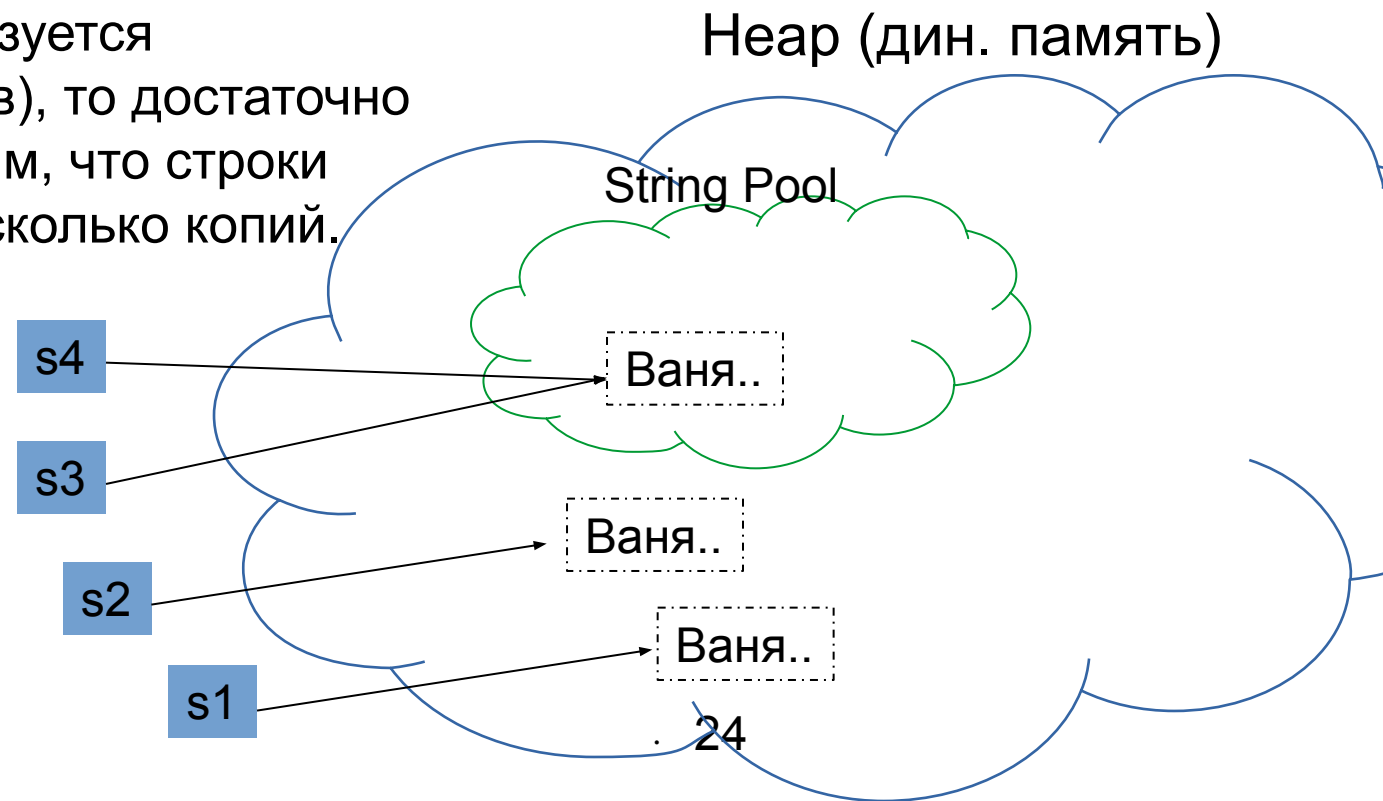 зуется
в), то достаточно
м, что строки
сколько копий.
Heap (дин. память)
String Pool
s4
Ваня..
s3
Ваня..
s2
Ваня..
s1
24